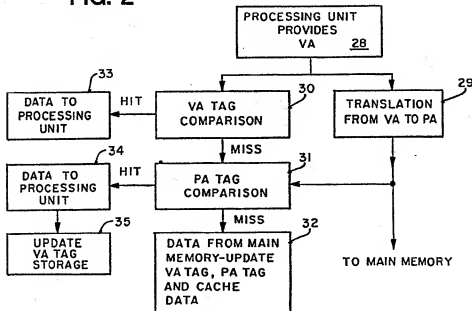 FIG. 2
PROCESSING UNIT
PROVIDES
VA 28
33
DATA TO
PROCESSING
UNIT
HIT
VA TAG
COMPARISON
30
TRANSLATION
FROM VA TO PA
29
MISS
34
DATA TO
PROCESSING
UNIT
HIT
PA TAG
COMPARISON
31
MISS
35
UPDATE
VA TAG
STORAGE
32
DATA FROM MAIN
MEMORY-UPDATE
VA TAG, PA TAG
AND CACHE
DATA
TO MAIN MEMORY